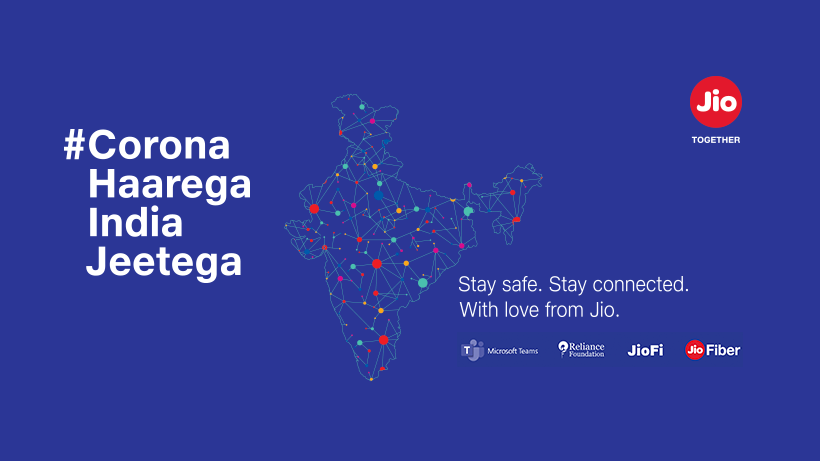 #Corona
Haarega
India
Jeetega
Jio
TOGETHER
Stay safe. Stay connected.
With love from Jio.
T Microsoft Teams
Reliance
Foundation
JioFi
Jio Fiber